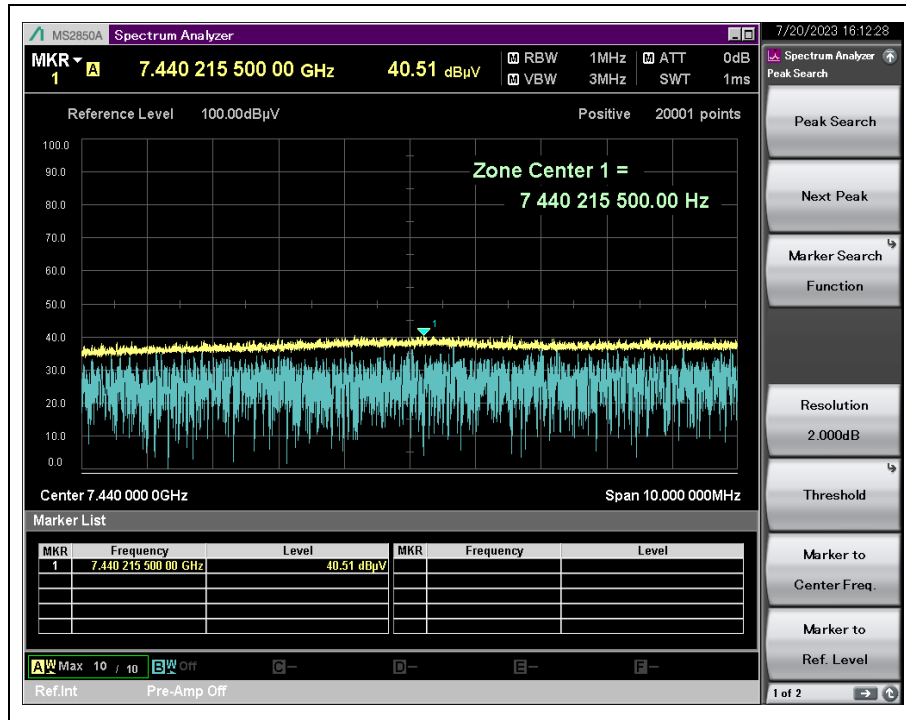 MS2850A Spectrum Analyzer
7/20/2023 16:12:28
MKR 1 A 7.440 215 500 00 GHz 40.51 dBµV
M RBW 1MHz M ATT 0dB
M VBW 3MHz SWT 1ms
Spectrum Analyzer
Peak Search
Reference Level 100.00dBµV Positive 20001 points
Zone Center 1 =
7 440 215 500.00 Hz
100.0
90.0
80.0
70.0
60.0
50.0
40.0
30.0
20.0
10.0
0.0
1
Center 7.440 000 0GHz Span 10.000 000MHz
Marker List
MKR Frequency Level MKR Frequency Level
1 7.440 215 500 00 GHz 40.51 dBµV
A W Max 10 / 10 B W Off C – D – E – F –
Ref.Int Pre-Amp Off
Peak Search
Next Peak
Marker Search
Function
Resolution
2.000dB
Threshold
Marker to
Center Freq.
Marker to
Ref. Level
1 of 2